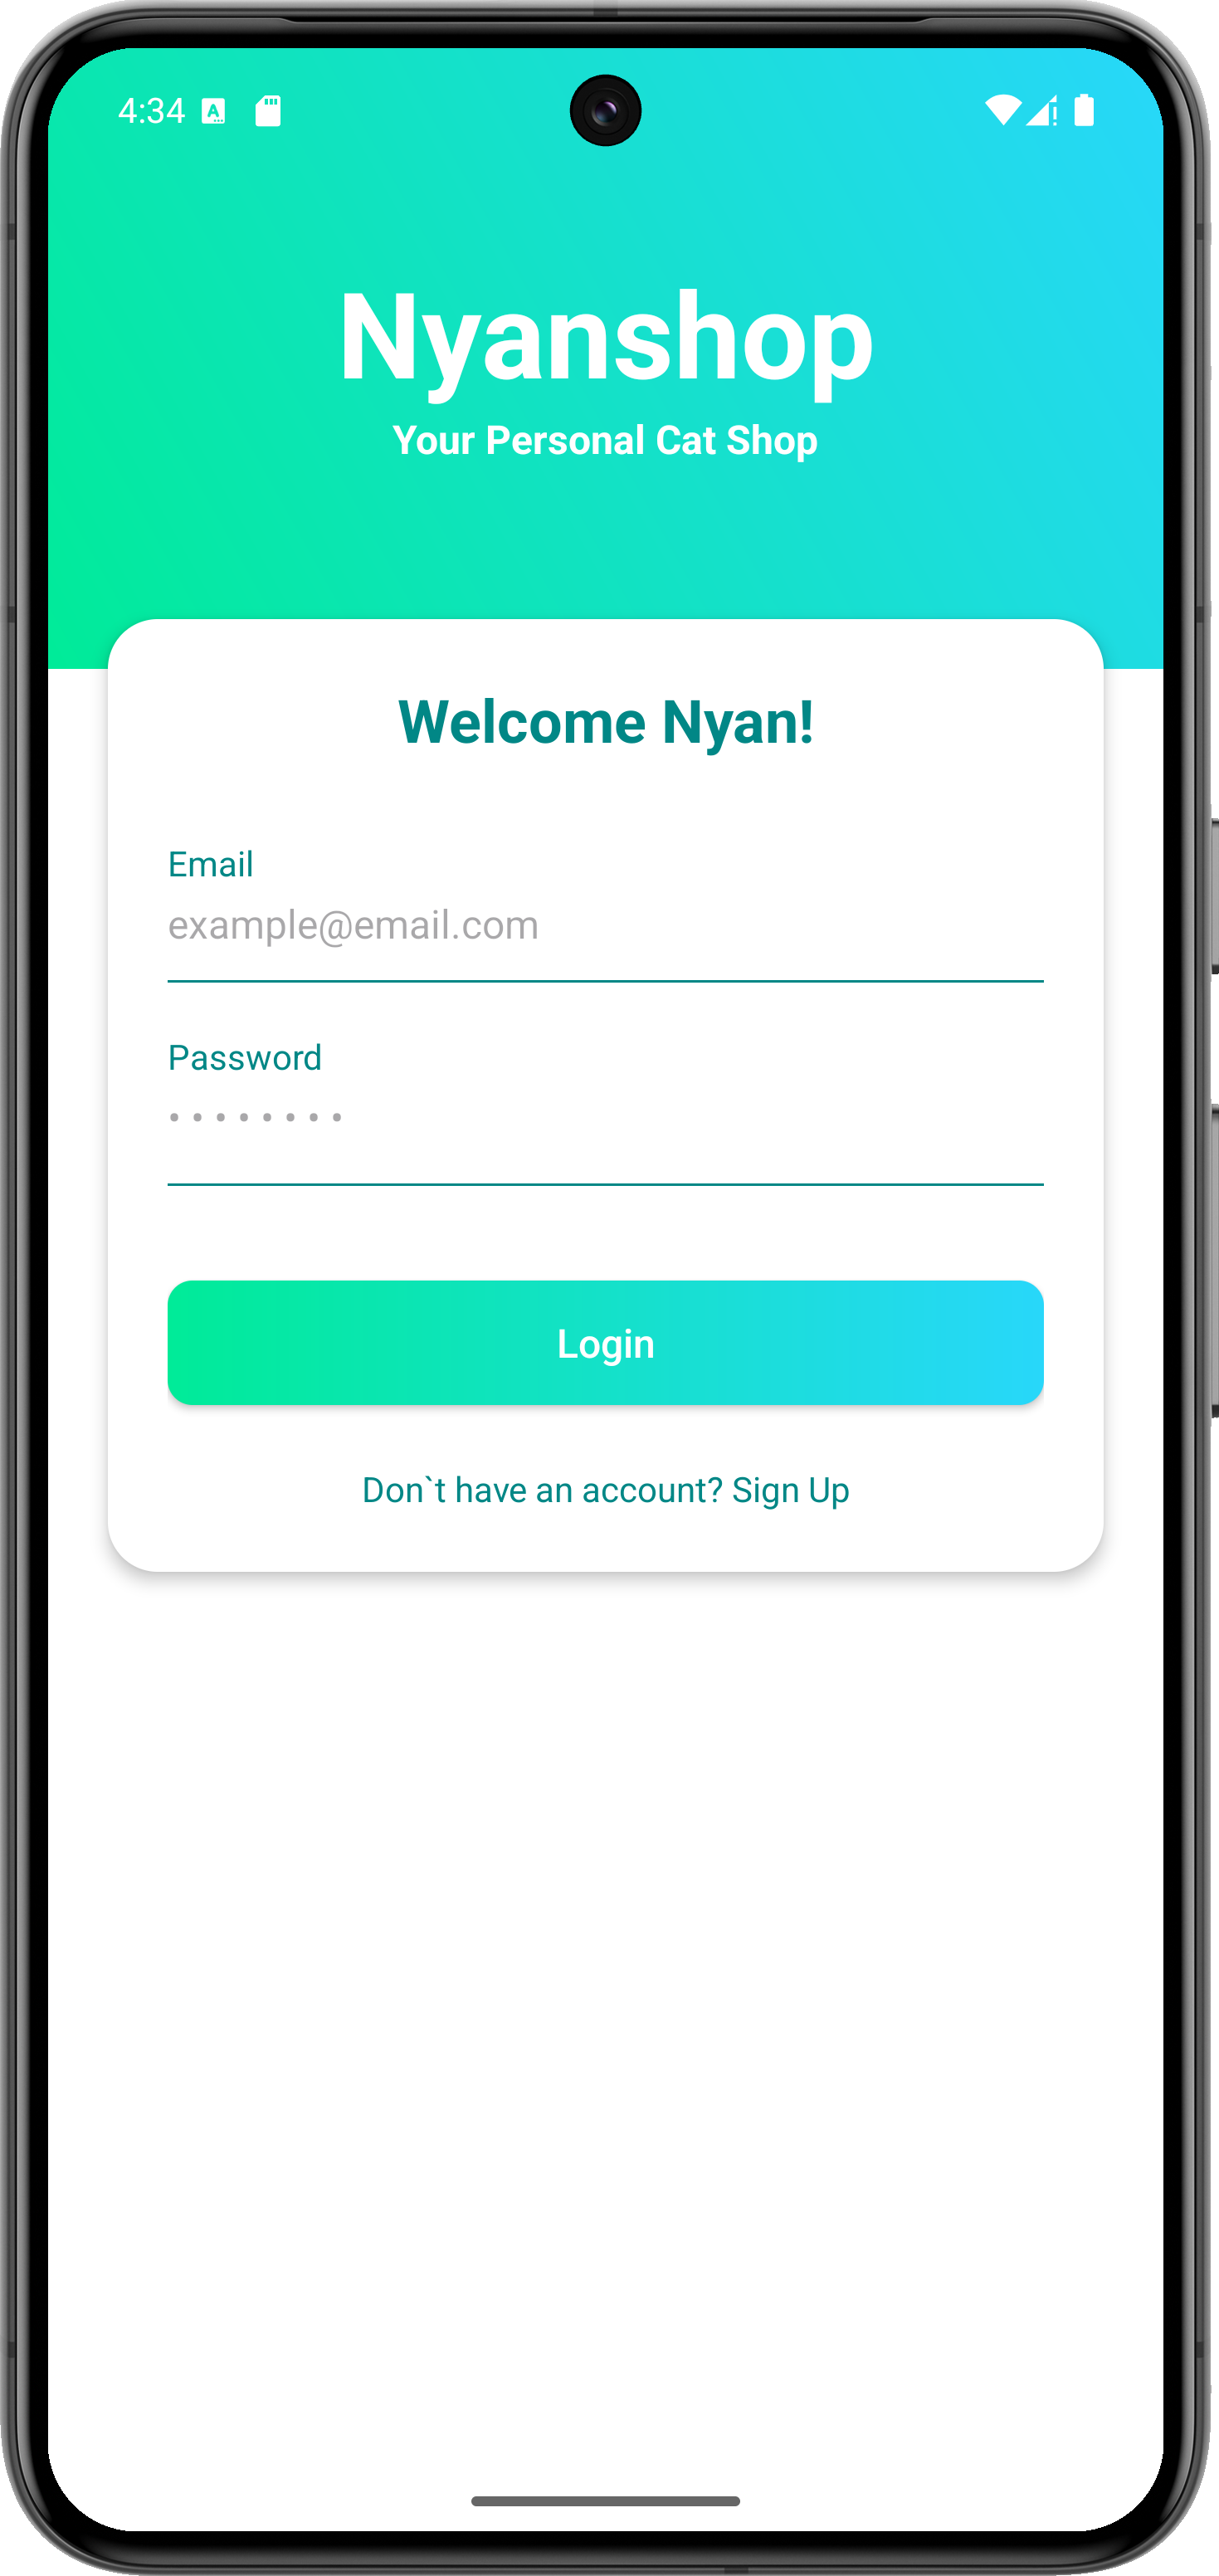 4:34
Nyanshop
Your Personal Cat Shop
Welcome Nyan!
Email
example@email.com
Password
Login
Don`t have an account? Sign Up